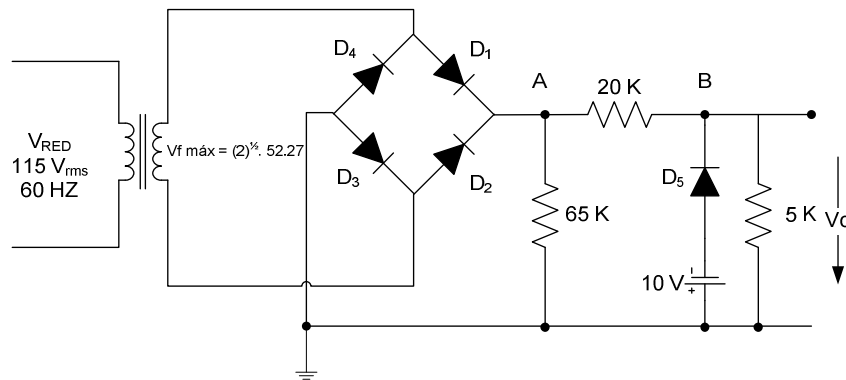 D4
D1
A
20 K
B
VRED
115 Vrms
60 HZ
Vf máx = (2)^½. 52.27
D3
D2
65 K
D5
5 K
Vo
10 V
-
+